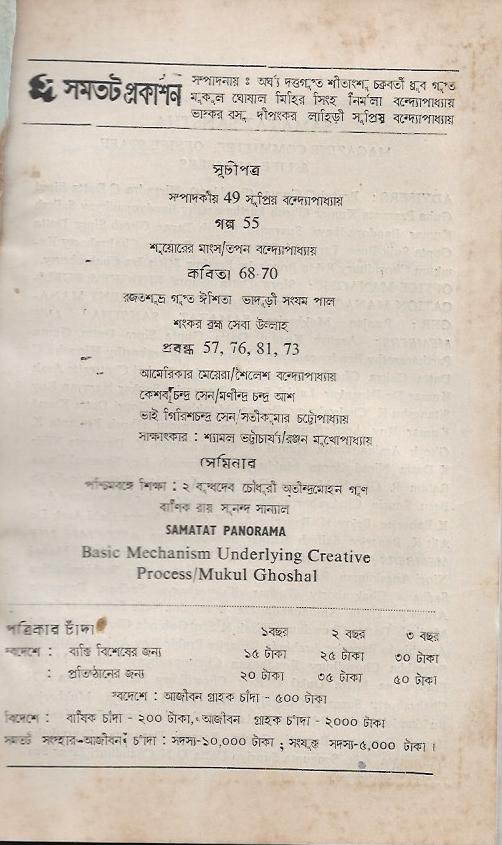 সমতট প্রকাশন
সম্পাদনায় : অর্ঘ্য দত্তগুপ্ত শীতাংশু চক্রবর্তী ধ্রুব গুপ্ত
মুকুল ঘোষাল মিহির সিংহ নির্মলা বন্দ্যোপাধ্যায়
ভাস্কর বসু দীপংকর লাহিড়ী সুপ্রিয় বন্দ্যোপাধ্যায়
সূচীপত্র
সম্পাদকীয় 49 সুপ্রিয় বন্দ্যোপাধ্যায়
গল্প 55
শূয়োরের মাংস/তপন বন্দ্যোপাধ্যায়
কবিতা 68-70
রজতশুভ্র গুপ্ত ঈশিতা ভাদুড়ী সংযম পাল
শংকর ব্রহ্ম সেবা উল্লাহ
প্রবন্ধ 57, 76, 81, 73
আমেরিকার মেয়েরা/শৈলেশ বন্দ্যোপাধ্যায়
কেশবচন্দ্র সেন/মণীন্দ্র চন্দ্র আশ
ভাই গিরিশচন্দ্র সেন/সতীকুমার চট্টোপাধ্যায়
সাক্ষাৎকার : শ্যামল ভট্টাচার্য্য/রঞ্জন মুখোপাধ্যায়
সেমিনার
পশ্চিমবঙ্গে শিক্ষা : ২/বুদ্ধদেব চৌধুরী অতীন্দ্রমোহন গুণ
বার্ণিক রায় সুনন্দ সান্যাল
SAMATAT PANORAMA
Basic Mechanism Underlying Creative
Process/Mukul Ghoshal
পত্রিকার চাঁদা ১বছর ২ বছর ৩ বছর
স্বদেশে : ব্যক্তি বিশেষের জন্য ১৫ টাকা ২৫ টাকা ৩০ টাকা
: প্রতিষ্ঠানের জন্য ২০ টাকা ৩৫ টাকা ৫০ টাকা
স্বদেশে : আজীবন গ্রাহক চাঁদা - ৫০০ টাকা
বিদেশে : বার্ষিক চাঁদা - ২০০ টাকা, আজীবন গ্রাহক চাঁদা - ২০০০ টাকা
সমতট সংস্থার-আজীবন চাঁদা : সদস্য-১০,০০০ টাকা ; সংযুক্ত সদস্য-৫,০০০ টাকা ।